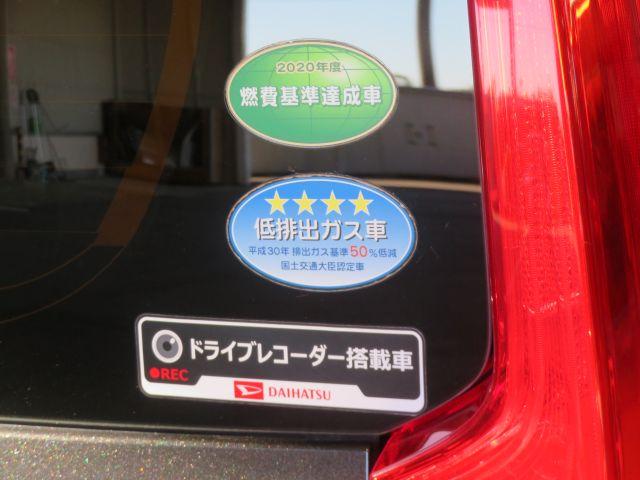 2020年度
燃費基準達成車
低排出ガス車
平成30年 排出ガス基準50%低減
国土交通大臣認定車
ドライブレコーダー搭載車
●REC
DAIHATSU